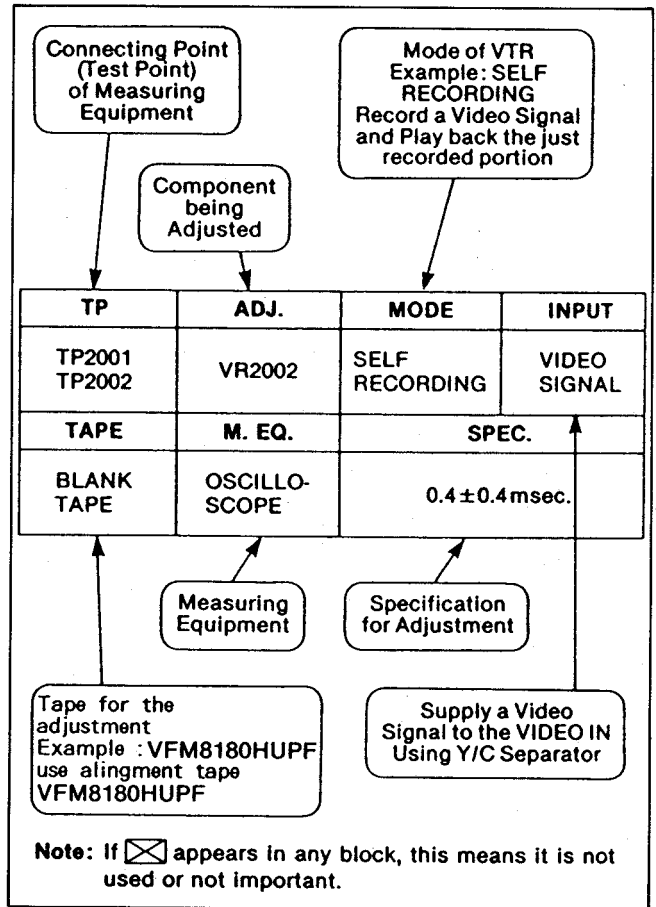 Connecting Point
(Test Point)
of Measuring
Equipment
Mode of VTR
Example: SELF
RECORDING
Record a Video Signal
and Play back the just
recorded portion
Component
being
Adjusted
TP
ADJ.
MODE
INPUT
TP2001
TP2002
VR2002
SELF
RECORDING
VIDEO
SIGNAL
TAPE
M. EQ.
SPEC.
BLANK
TAPE
OSCILLO-
SCOPE
0.4±0.4msec.
Measuring
Equipment
Specification
for Adjustment
Tape for the
adjustment
Example : VFM8180HUPF
use alingment tape
VFM8180HUPF
Supply a Video
Signal to the VIDEO IN
Using Y/C Separator
Note: If appears in any block, this means it is not
used or not important.